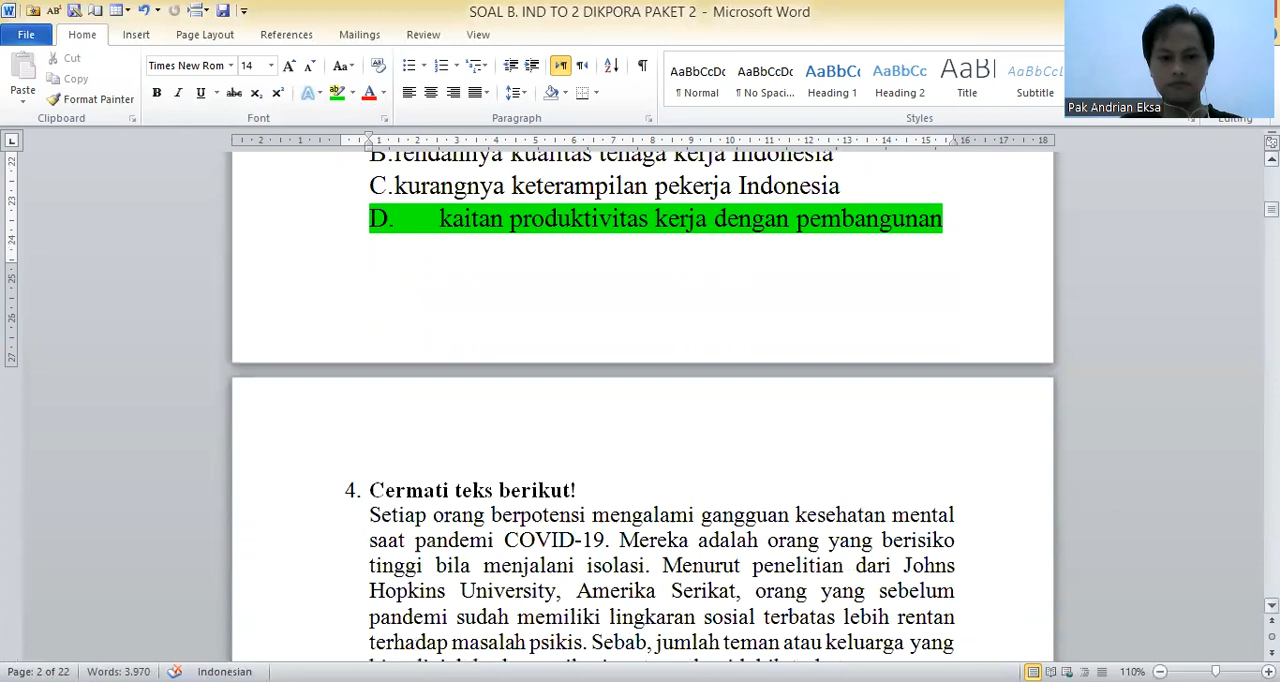 SOAL B. IND TO 2 DIKPORA PAKET 2 - Microsoft Word
File Home Insert Page Layout References Mailings Review View
Paste
Cut
Copy
Format Painter
Clipboard
Times New Rom 14
Font
Paragraph
AaBbCcDc AaBbCcDc AaBbCc AaBbCc AaBl AaBbCcL
¶ Normal ¶ No Spaci... Heading 1 Heading 2 Title Subtitle
Styles
Editing
Pak Andrian Eksa
B.rendahnya kualitas tenaga kerja Indonesia
C.kurangnya keterampilan pekerja Indonesia
D. kaitan produktivitas kerja dengan pembangunan
4. Cermati teks berikut!
Setiap orang berpotensi mengalami gangguan kesehatan mental
saat pandemi COVID-19. Mereka adalah orang yang berisiko
tinggi bila menjalani isolasi. Menurut penelitian dari Johns
Hopkins University, Amerika Serikat, orang yang sebelum
pandemi sudah memiliki lingkaran sosial terbatas lebih rentan
terhadap masalah psikis. Sebab, jumlah teman atau keluarga yang
Page: 2 of 22 Words: 3.970 Indonesian 110%